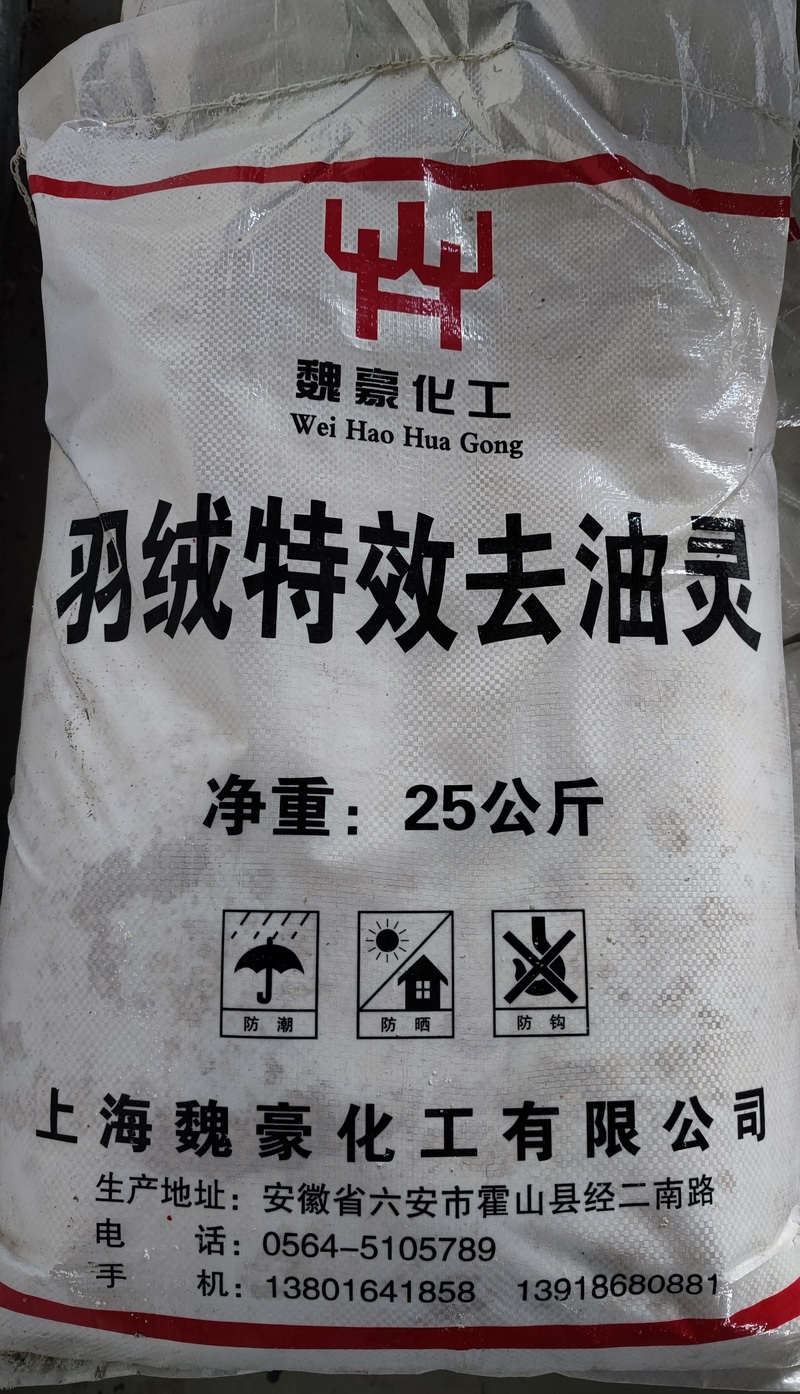 魏豪化工
Wei Hao Hua Gong
羽绒特效去油灵
净重：25公斤
防潮 防晒 防钩
上海魏豪化工有限公司
生产地址：安徽省六安市霍山县经二南路
电话：0564-5105789
手机：13801641858 13918680881